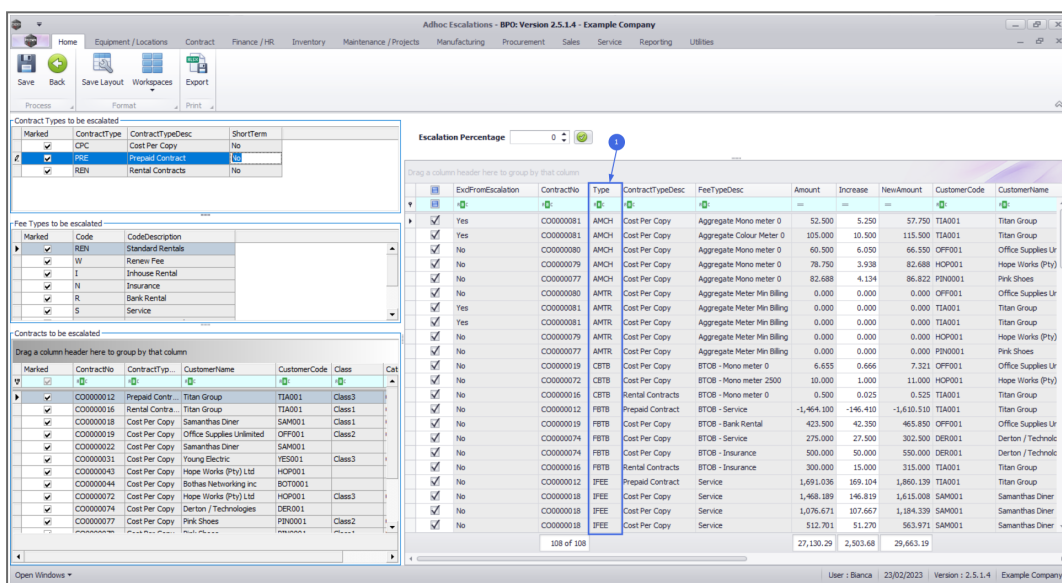 Adhoc Escalations - BPO: Version 2.5.1.4 - Example Company
Home Equipment / Locations Contract Finance / HR Inventory Maintenance / Projects Manufacturing Procurement Sales Service Reporting Utilities
Save Back Save Layout Workspaces Export
Process Format Print
Contract Types to be escalated
Marked ContractType ContractTypeDesc ShortTerm
CPC Cost Per Copy No
PRE Prepaid Contract No
REN Rental Contracts No
Fee Types to be escalated
Marked Code CodeDescription
REN Standard Rentals
W Renew Fee
I Inhouse Rental
N Insurance
R Bank Rental
S Service
Contracts to be escalated
Drag a column header here to group by that column
Marked ContractNo ContractTyp... CustomerName CustomerCode Class Cat
CO0000012 Prepaid Contr... Titan Group TIA001 Class3
CO0000016 Rental Contra... Titan Group TIA001 Class1
CO0000018 Cost Per Copy Samanthas Diner SAM001 Class1
CO0000019 Cost Per Copy Office Supplies Unlimited OFF001 Class2
CO0000022 Cost Per Copy Samanthas Diner SAM001
CO0000031 Cost Per Copy Young Electric YES001 Class3
CO0000043 Cost Per Copy Hope Works (Pty) Ltd HOP001
CO0000044 Cost Per Copy Bothas Networking inc BOT0001
CO0000072 Cost Per Copy Hope Works (Pty) Ltd HOP001 Class3
CO0000074 Cost Per Copy Derton / Technologies DER001
CO0000077 Cost Per Copy Pink Shoes PIN0001 Class2
Escalation Percentage 0
1
Drag a column header here to group by that column
ExclFromEscalation ContractNo Type ContractTypeDesc FeeTypeDesc Amount Increase NewAmount CustomerCode CustomerName
Yes CO0000081 AMCH Cost Per Copy Aggregate Mono meter 0 52.500 5.250 57.750 TIA001 Titan Group
Yes CO0000081 AMCH Cost Per Copy Aggregate Colour Meter 0 105.000 10.500 115.500 TIA001 Titan Group
No CO0000080 AMCH Cost Per Copy Aggregate Mono meter 0 60.500 6.050 66.550 OFF001 Office Supplies Ur
No CO0000079 AMCH Cost Per Copy Aggregate Mono meter 0 78.750 3.938 82.688 HOP001 Hope Works (Pty)
No CO0000077 AMCH Cost Per Copy Aggregate Mono meter 0 82.688 4.134 86.822 PIN0001 Pink Shoes
No CO0000080 AMTR Cost Per Copy Aggregate Meter Min Billing 0.000 0.000 0.000 OFF001 Office Supplies Ur
Yes CO0000081 AMTR Cost Per Copy Aggregate Meter Min Billing 0.000 0.000 0.000 TIA001 Titan Group
Yes CO0000081 AMTR Cost Per Copy Aggregate Meter Min Billing 0.000 0.000 0.000 TIA001 Titan Group
No CO0000079 AMTR Cost Per Copy Aggregate Meter Min Billing 0.000 0.000 0.000 HOP001 Hope Works (Pty)
No CO0000077 AMTR Cost Per Copy Aggregate Meter Min Billing 0.000 0.000 0.000 PIN0001 Pink Shoes
No CO0000019 CBTB Cost Per Copy BTOB - Mono meter 0 6.655 0.666 7.321 OFF001 Office Supplies Ur
No CO0000072 CBTB Cost Per Copy BTOB - Mono meter 2500 10.000 1.000 11.000 HOP001 Hope Works (Pty)
No CO0000016 CBTB Rental Contracts BTOB - Mono meter 0 0.500 0.025 0.525 TIA001 Titan Group
No CO0000012 FBTB Prepaid Contract BTOB - Service -1,464.100 -146.410 -1,610.510 TIA001 Titan Group
No CO0000019 FBTB Cost Per Copy BTOB - Bank Rental 423.500 42.350 465.850 OFF001 Office Supplies Ur
No CO0000074 FBTB Cost Per Copy BTOB - Service 275.000 27.500 302.500 DER001 Derton / Technolc
No CO0000074 FBTB Cost Per Copy BTOB - Insurance 500.000 50.000 550.000 DER001 Derton / Technolc
No CO0000016 FBTB Rental Contracts BTOB - Insurance 300.000 15.000 315.000 TIA001 Titan Group
No CO0000012 IFEE Prepaid Contract Service 1,691.036 169.104 1,860.139 TIA001 Titan Group
No CO0000018 IFEE Cost Per Copy Service 1,468.189 146.819 1,615.008 SAM001 Samanthas Diner
No CO0000018 IFEE Cost Per Copy Service 1,076.671 107.667 1,184.339 SAM001 Samanthas Diner
No CO0000018 IFEE Cost Per Copy Service 512.701 51.270 563.971 SAM001 Samanthas Diner
108 of 108 27,130.29 2,503.68 29,663.19
Open Windows User : Bianca 23/02/2023 Version : 2.5.1.4 Example Company